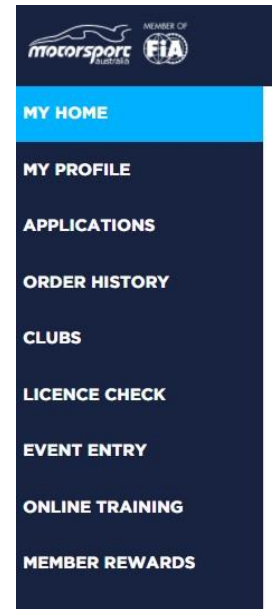 MEMBER OF
motorsport
australia
FiA
MY HOME
MY PROFILE
APPLICATIONS
ORDER HISTORY
CLUBS
LICENCE CHECK
EVENT ENTRY
ONLINE TRAINING
MEMBER REWARDS